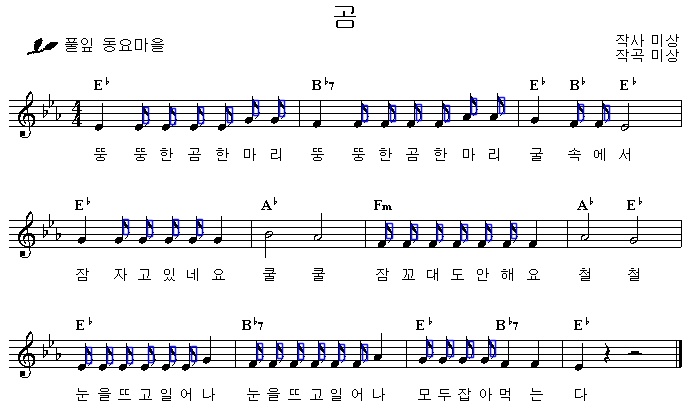 곰
풀잎 동요마을
작사 미상
작곡 미상
E♭ B♭7 E♭ B♭ E♭
뚱 뚱한곰한마리 뚱 뚱한곰한마리 굴 속에서
E♭ A♭ Fm A♭ E♭
잠 자고있네요 쿨 쿨 잠꼬대도안해요 철 철
E♭ B♭7 E♭ B♭7 E♭
눈을뜨고일어나 눈을뜨고일어나 모두잡아먹는다